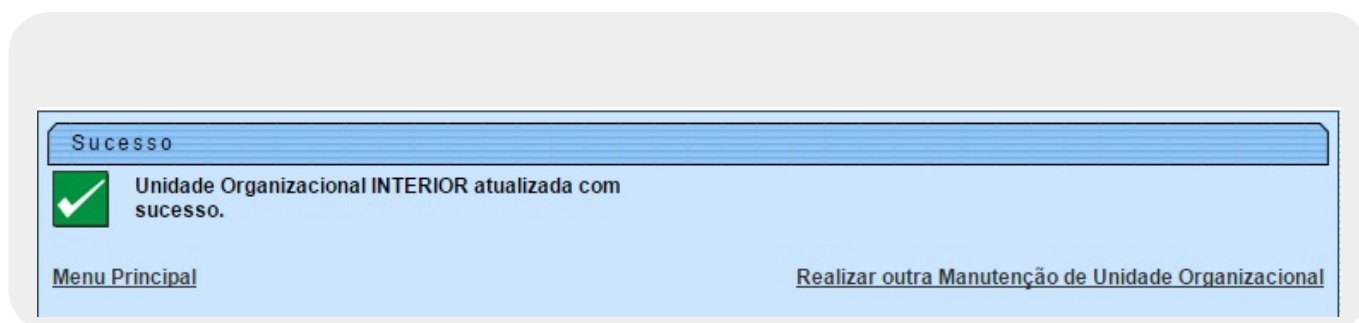 Sucesso
Unidade Organizacional INTERIOR atualizada com
sucesso.
Menu Principal
Realizar outra Manutenção de Unidade Organizacional